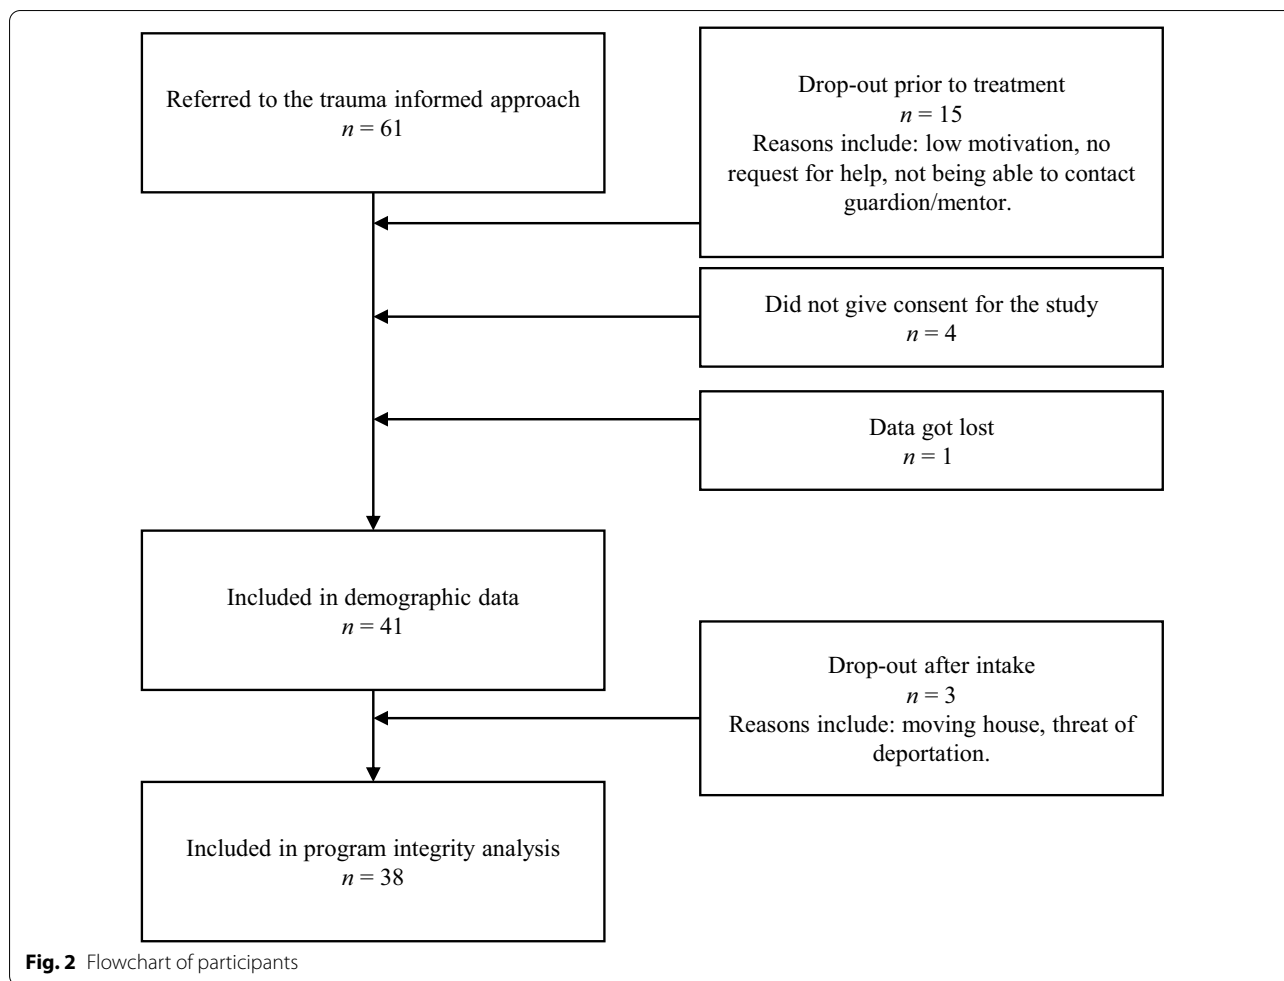 Referred to the trauma informed approach
n = 61
Drop-out prior to treatment
n = 15
Reasons include: low motivation, no
request for help, not being able to contact
guardion/mentor.
Did not give consent for the study
n = 4
Data got lost
n = 1
Included in demographic data
n = 41
Drop-out after intake
n = 3
Reasons include: moving house, threat of
deportation.
Included in program integrity analysis
n = 38
Fig. 2 Flowchart of participants